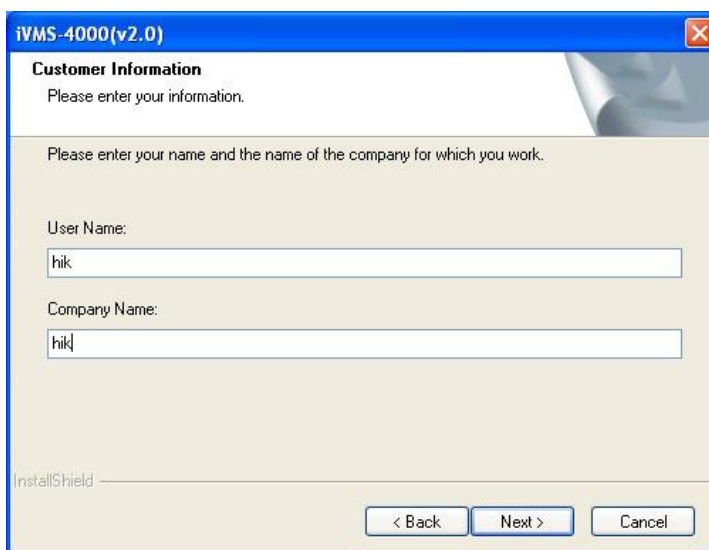 iVMS-4000(v2.0)
Customer Information
Please enter your information.
Please enter your name and the name of the company for which you work.
User Name:
hik
Company Name:
hik
InstallShield
< Back Next > Cancel